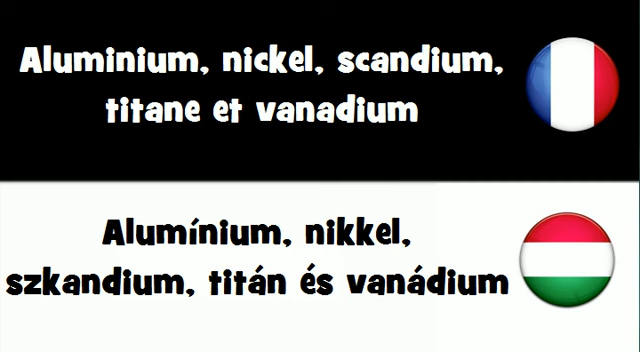 Aluminium, nickel, scandium,
titane et vanadium
Alumínium, nikkel,
szkandium, titán és vanádium